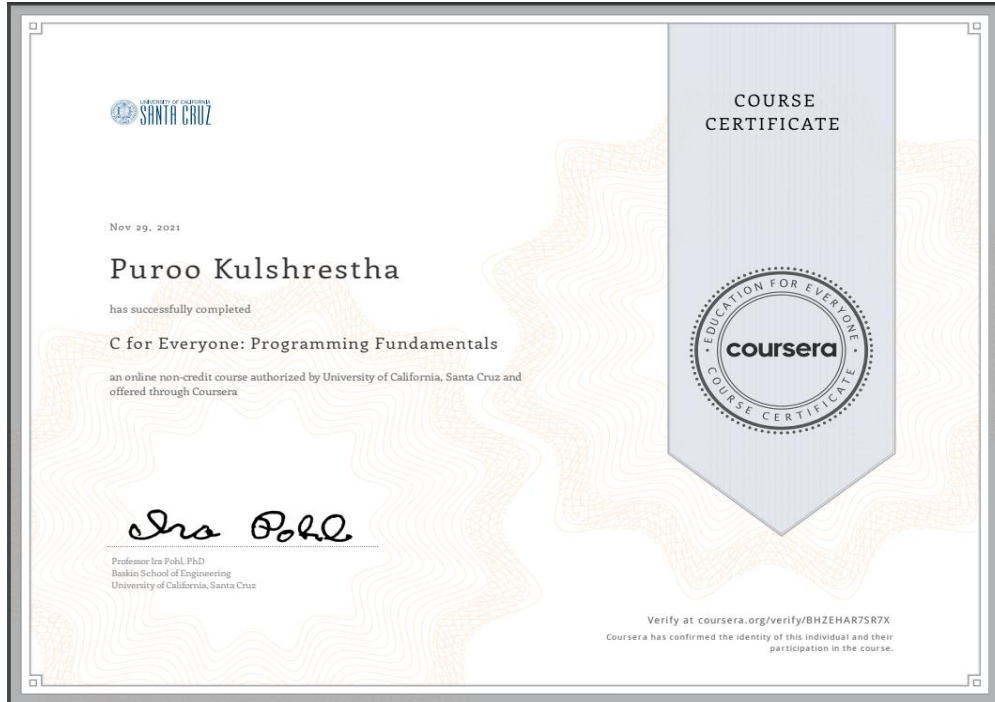 UNIVERSITY OF CALIFORNIA
SANTA CRUZ
COURSE
CERTIFICATE
Nov 29, 2021
Puroo Kulshrestha
has successfully completed
C for Everyone: Programming Fundamentals
an online non-credit course authorized by University of California, Santa Cruz and
offered through Coursera
EDUCATION FOR EVERYONE
coursera
COURSE CERTIFICATE
Ira Pohl
Professor Ira Pohl, PhD
Baskin School of Engineering
University of California, Santa Cruz
Verify at coursera.org/verify/BHZEHAR7SR7X
Coursera has confirmed the identity of this individual and their
participation in the course.